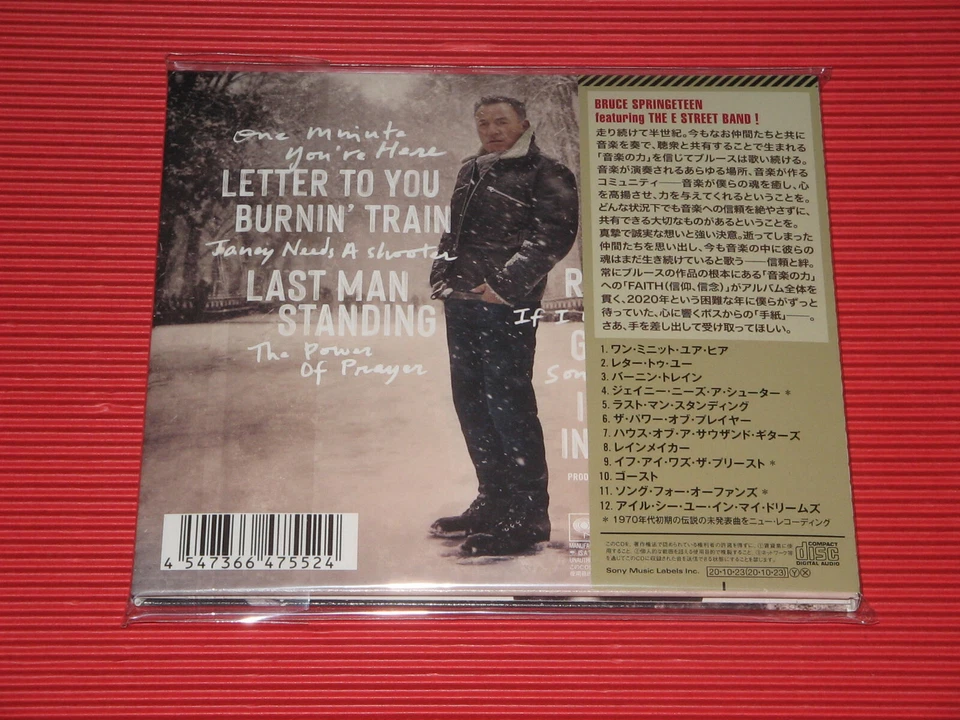 One Minute
You're Here
LETTER TO YOU
BURNIN' TRAIN
Janey Needs A Shooter
LAST MAN
STANDING
The Power
Of Prayer
R
If I
G
Son
I
IN
PROD
4 547366 475524
BRUCE SPRINGETEEN
featuring THE E STREET BAND !
走り続けて半世紀。今もなお仲間たちと共に
音楽を奏で、聴衆と共有することで生まれる
「音楽の力」を信じてブルースは歌い続ける。
音楽が演奏されるあらゆる場所、音楽が作る
コミュニティ――音楽が僕らの魂を癒し、心
を高揚させ、力を与えてくれるということを。
どんな状況下でも音楽への信頼を絶やさずに、
共有できる大切なものがあるということを。
真摯で誠実な想いと強い決意。逝ってしまった
仲間たちを思い出し、今も音楽の中に彼らの
魂はまだ生き続けていると歌う――信頼と絆。
常にブルースの作品の根本にある「音楽の力」
への「FAITH(信仰、信念)」がアルバム全体を
貫く、2020年という困難な年に僕らがずっと
待っていた、心に響くボスからの「手紙」――。
さあ、手を差し出して受け取ってほしい。
1. ワン・ミニット・ユア・ヒア
2. レター・トゥ・ユー
3. バーニン・トレイン
4. ジェイニー・ニーズ・ア・シューター *
5. ラスト・マン・スタンディング
6. ザ・パワー・オブ・プレイヤー
7. ハウス・オブ・ア・サウザンド・ギターズ
8. レインメイカー
9. イフ・アイ・ワズ・ザ・プリースト *
10. ゴースト
11. ソング・フォー・オーファンズ *
12. アイル・シー・ユー・イン・マイ・ドリームズ
* 1970年代初期の伝説の未発表曲をニュー・レコーディング
COMPACT
disc
DIGITAL AUDIO
Sony Music Labels Inc. 20・10・23(20・10・23) Y X